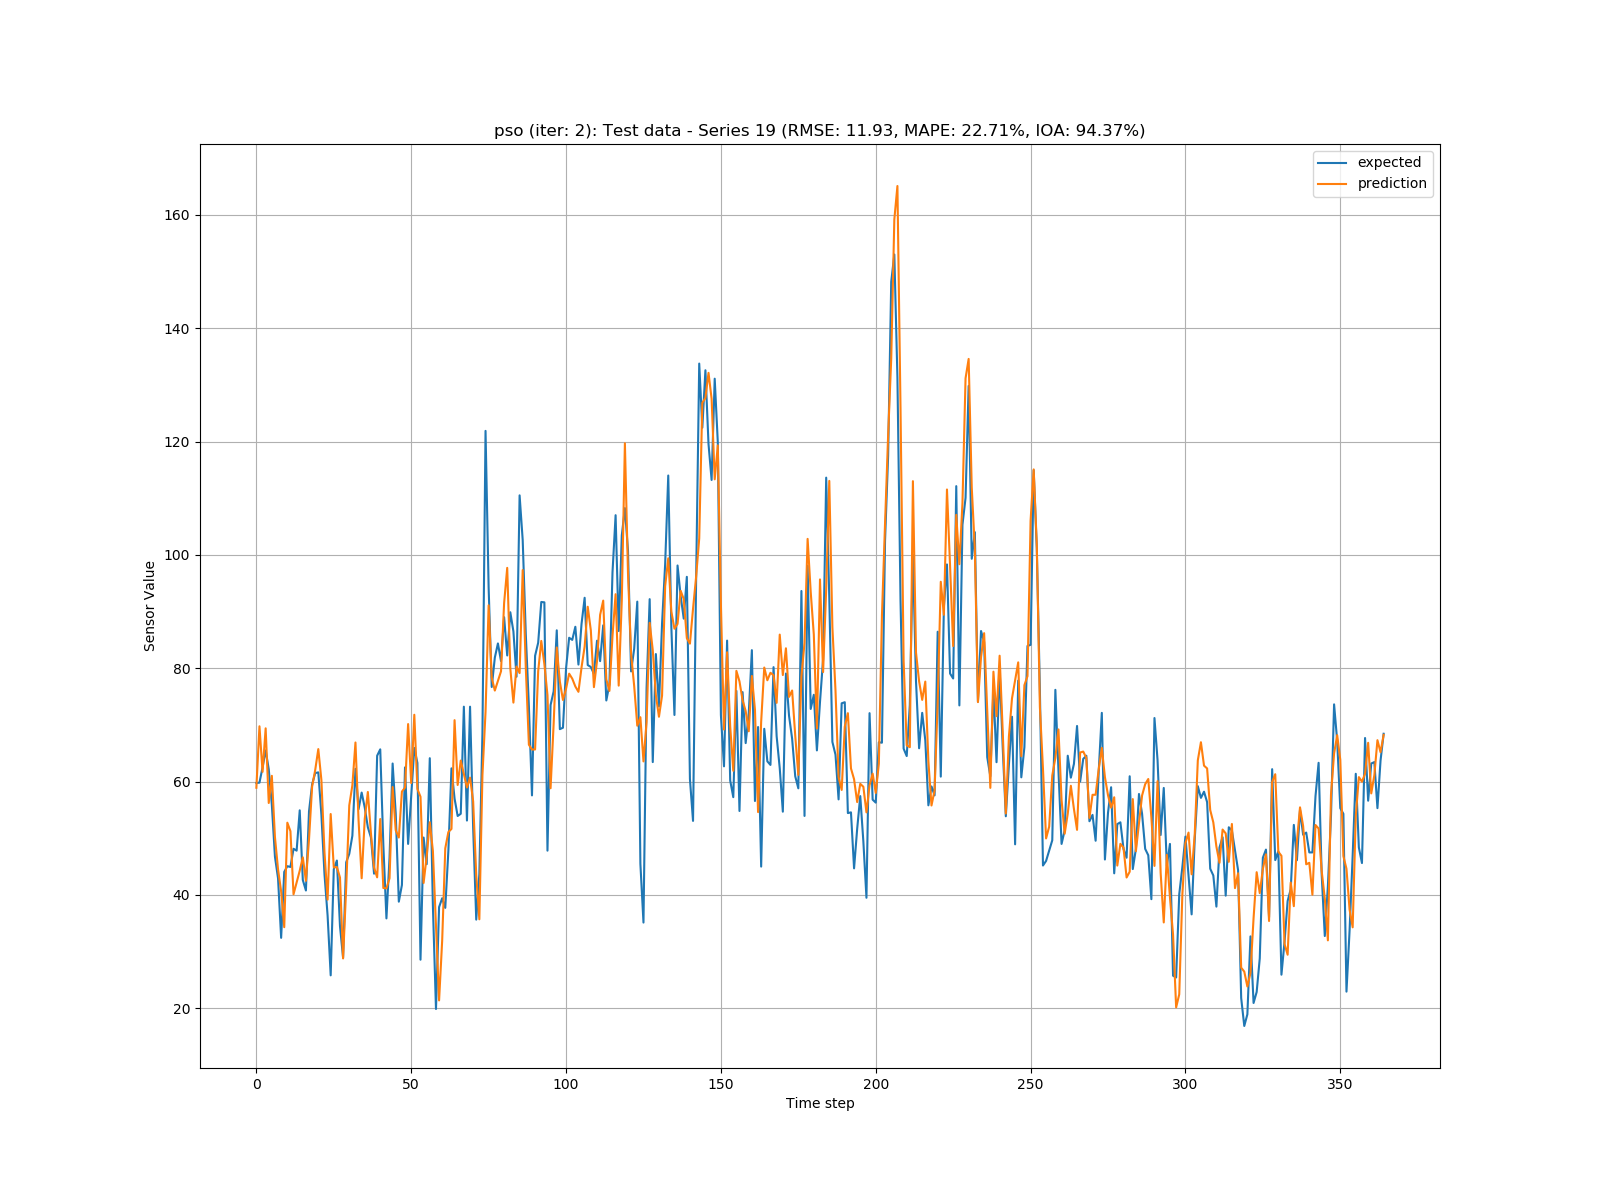 pso (iter: 2): Test data - Series 19 (RMSE: 11.93, MAPE: 22.71%, IOA: 94.37%)
expected
prediction
160
140
120
100
80
60
40
20
Sensor Value
0 50 100 150 200 250 300 350
Time step